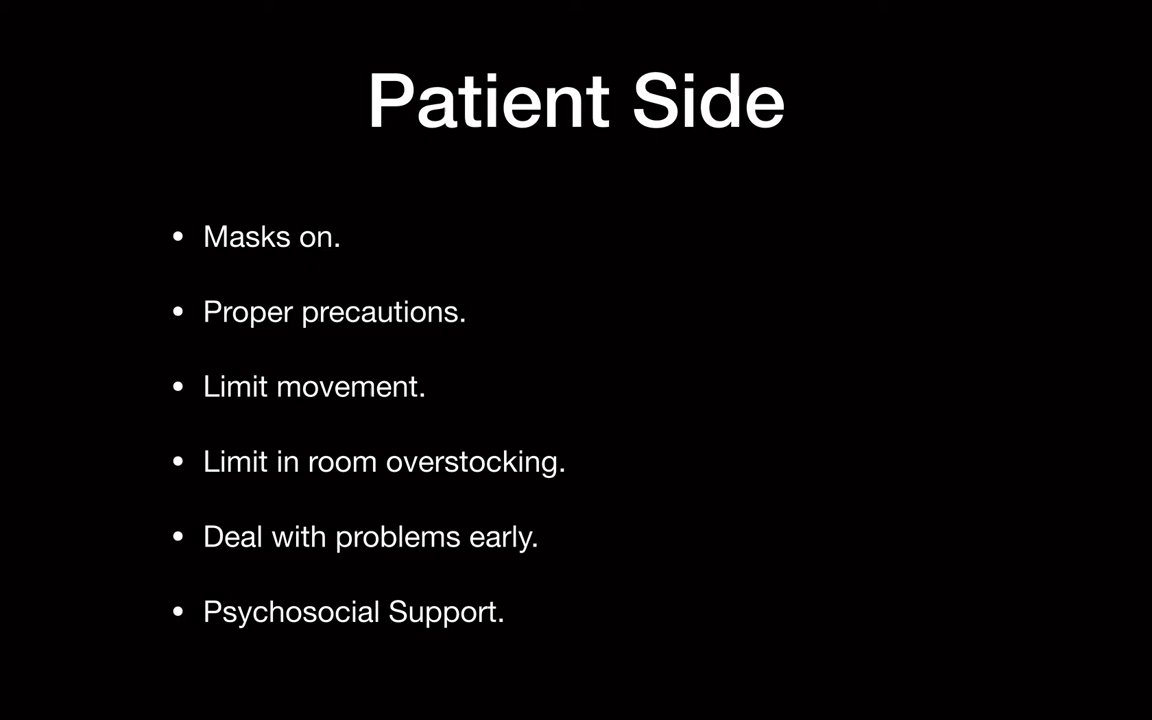 Patient Side
• Masks on.
• Proper precautions.
• Limit movement.
• Limit in room overstocking.
• Deal with problems early.
• Psychosocial Support.